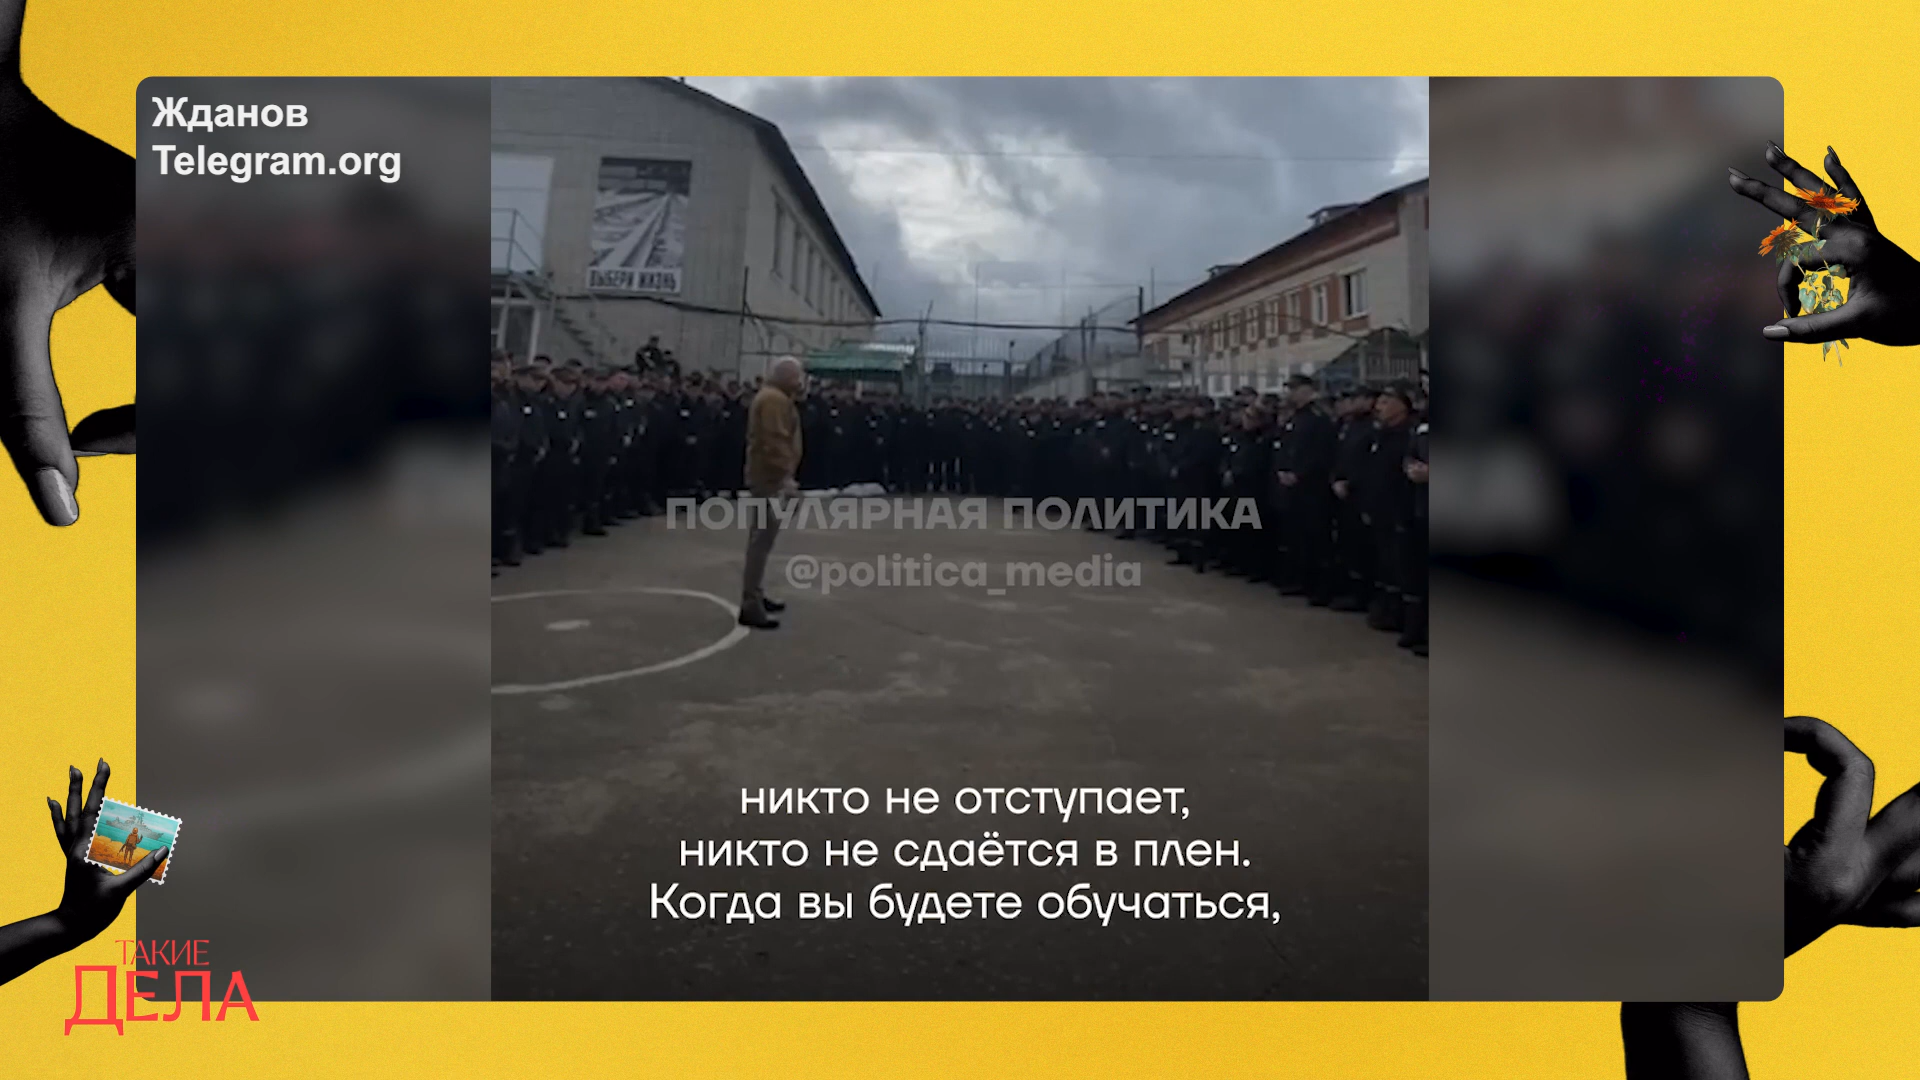 Жданов
Telegram.org
ВЫБЕРИ ЖИЗНЬ
ПОПУЛЯРНАЯ ПОЛИТИКА
@politica_media
никто не отступает,
никто не сдаётся в плен.
Когда вы будете обучаться,
ТАКИЕ
ДЕЛА